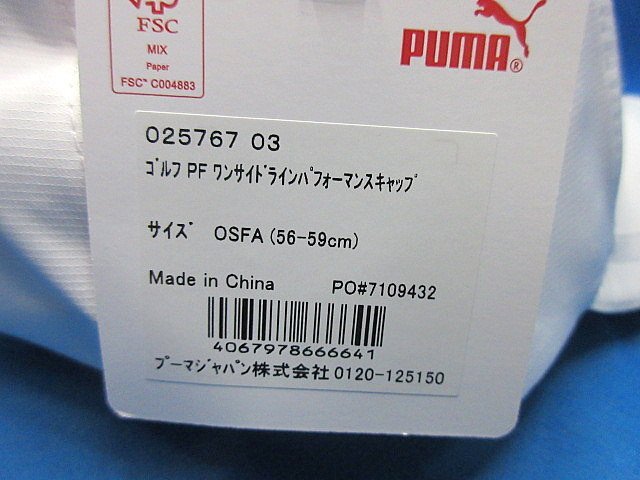 FSC
MIX
Paper
FSC™ C004883
PUMA®
025767 03
ゴルフ PF ワンサイドラインパフォーマンスキャップ
サイズ OSFA (56-59cm)
Made in China PO#7109432
4067978666641
プーマジャパン株式会社 0120-125150